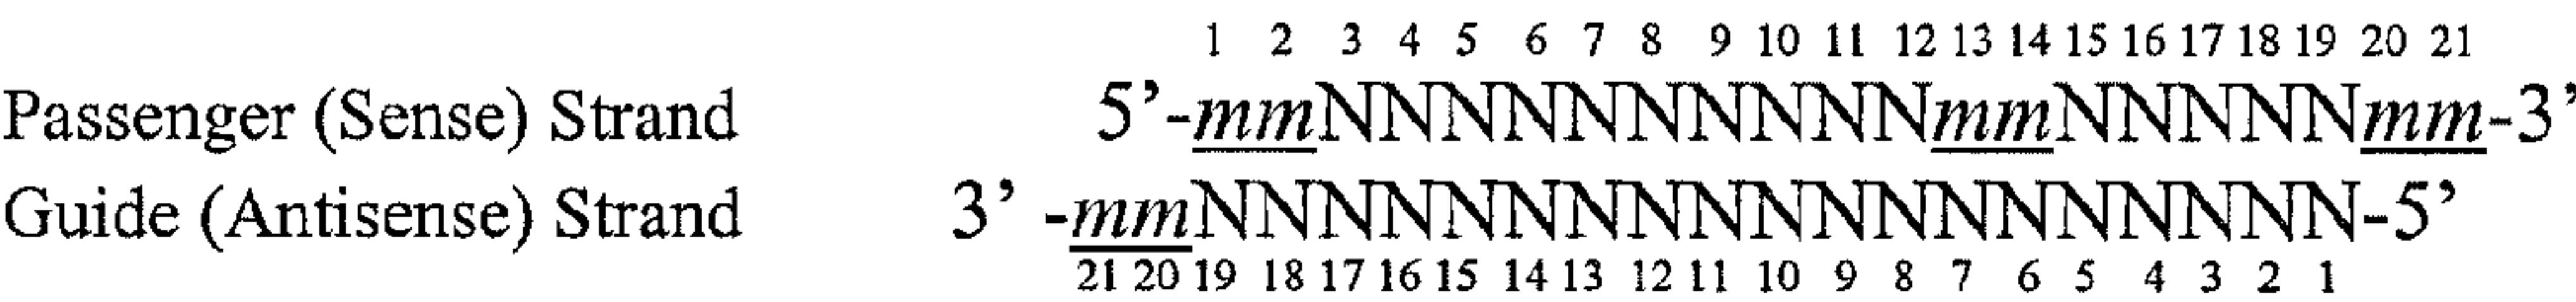 1 2 3 4 5 6 7 8 9 10 11 12 13 14 15 16 17 18 19 20 21
Passenger (Sense) Strand 5’-mmNNNNNNNNNNmmNNNNNmm-3’
Guide (Antisense) Strand 3’ -mmNNNNNNNNNNNNNNNNNNN-5’
21 20 19 18 17 16 15 14 13 12 11 10 9 8 7 6 5 4 3 2 1